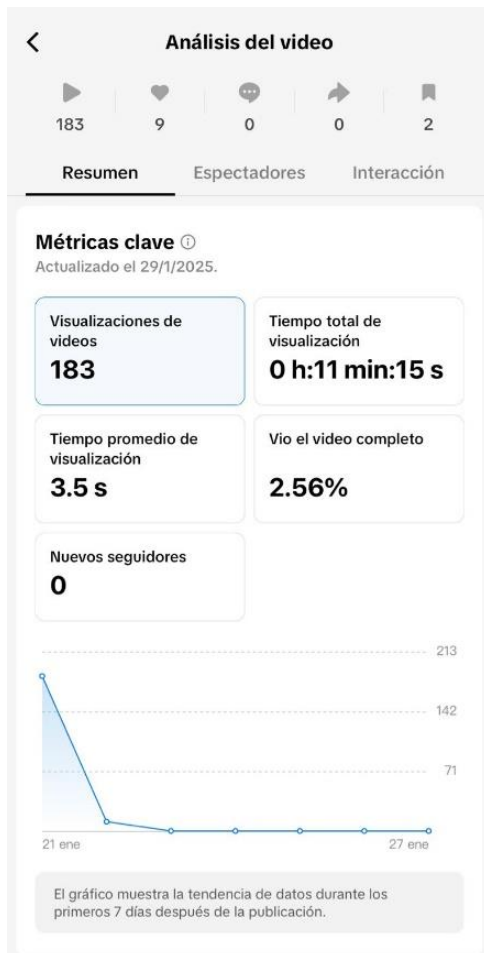 Análisis del video
183 9 0 0 2
Resumen Espectadores Interacción
Métricas clave
Actualizado el 29/1/2025.
Visualizaciones de
videos
183
Tiempo total de
visualización
0 h:11 min:15 s
Tiempo promedio de
visualización
3.5 s
Vio el video completo
2.56%
Nuevos seguidores
0
213
142
71
21 ene 27 ene
El gráfico muestra la tendencia de datos durante los
primeros 7 días después de la publicación.